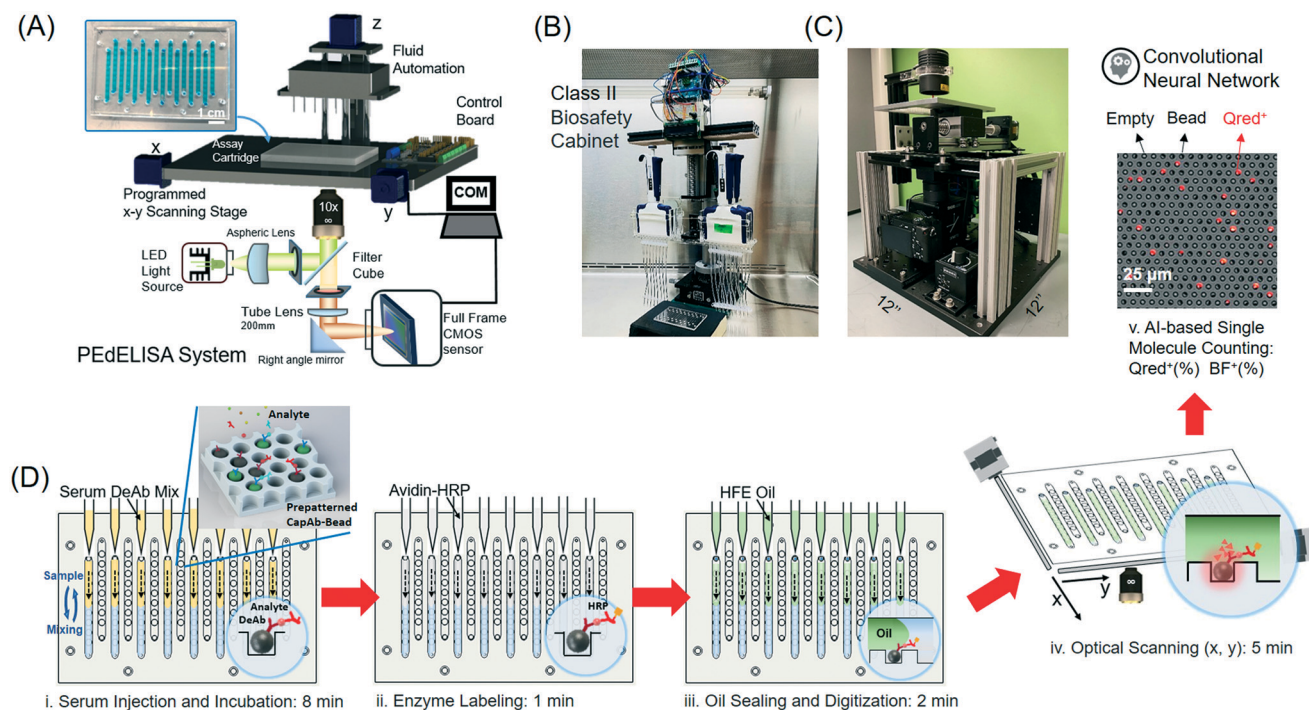 (A)
1 cm
z
Fluid
Automation
Control
Board
Assay
Cartridge
x
Programmed
x-y Scanning Stage
y
COM
10x
∞
Aspheric Lens
LED
Light
Source
Filter
Cube
Tube Lens
200mm
Full Frame
CMOS
sensor
Right angle mirror
PEdELISA System
(B)
Class II
Biosafety
Cabinet
(C)
12"
12"
Convolutional
Neural Network
Empty
Bead
Qred⁺
25 µm
v. AI-based Single
Molecule Counting:
Qred⁺(%) BF⁺(%)
(D)
Analyte
Prepatterned
CapAb-Bead
Serum DeAb Mix
Sample
Mixing
Analyte
DeAb
i. Serum Injection and Incubation: 8 min
Avidin-HRP
HRP
ii. Enzyme Labeling: 1 min
HFE Oil
Oil
iii. Oil Sealing and Digitization: 2 min
x
y
∞
iv. Optical Scanning (x, y): 5 min